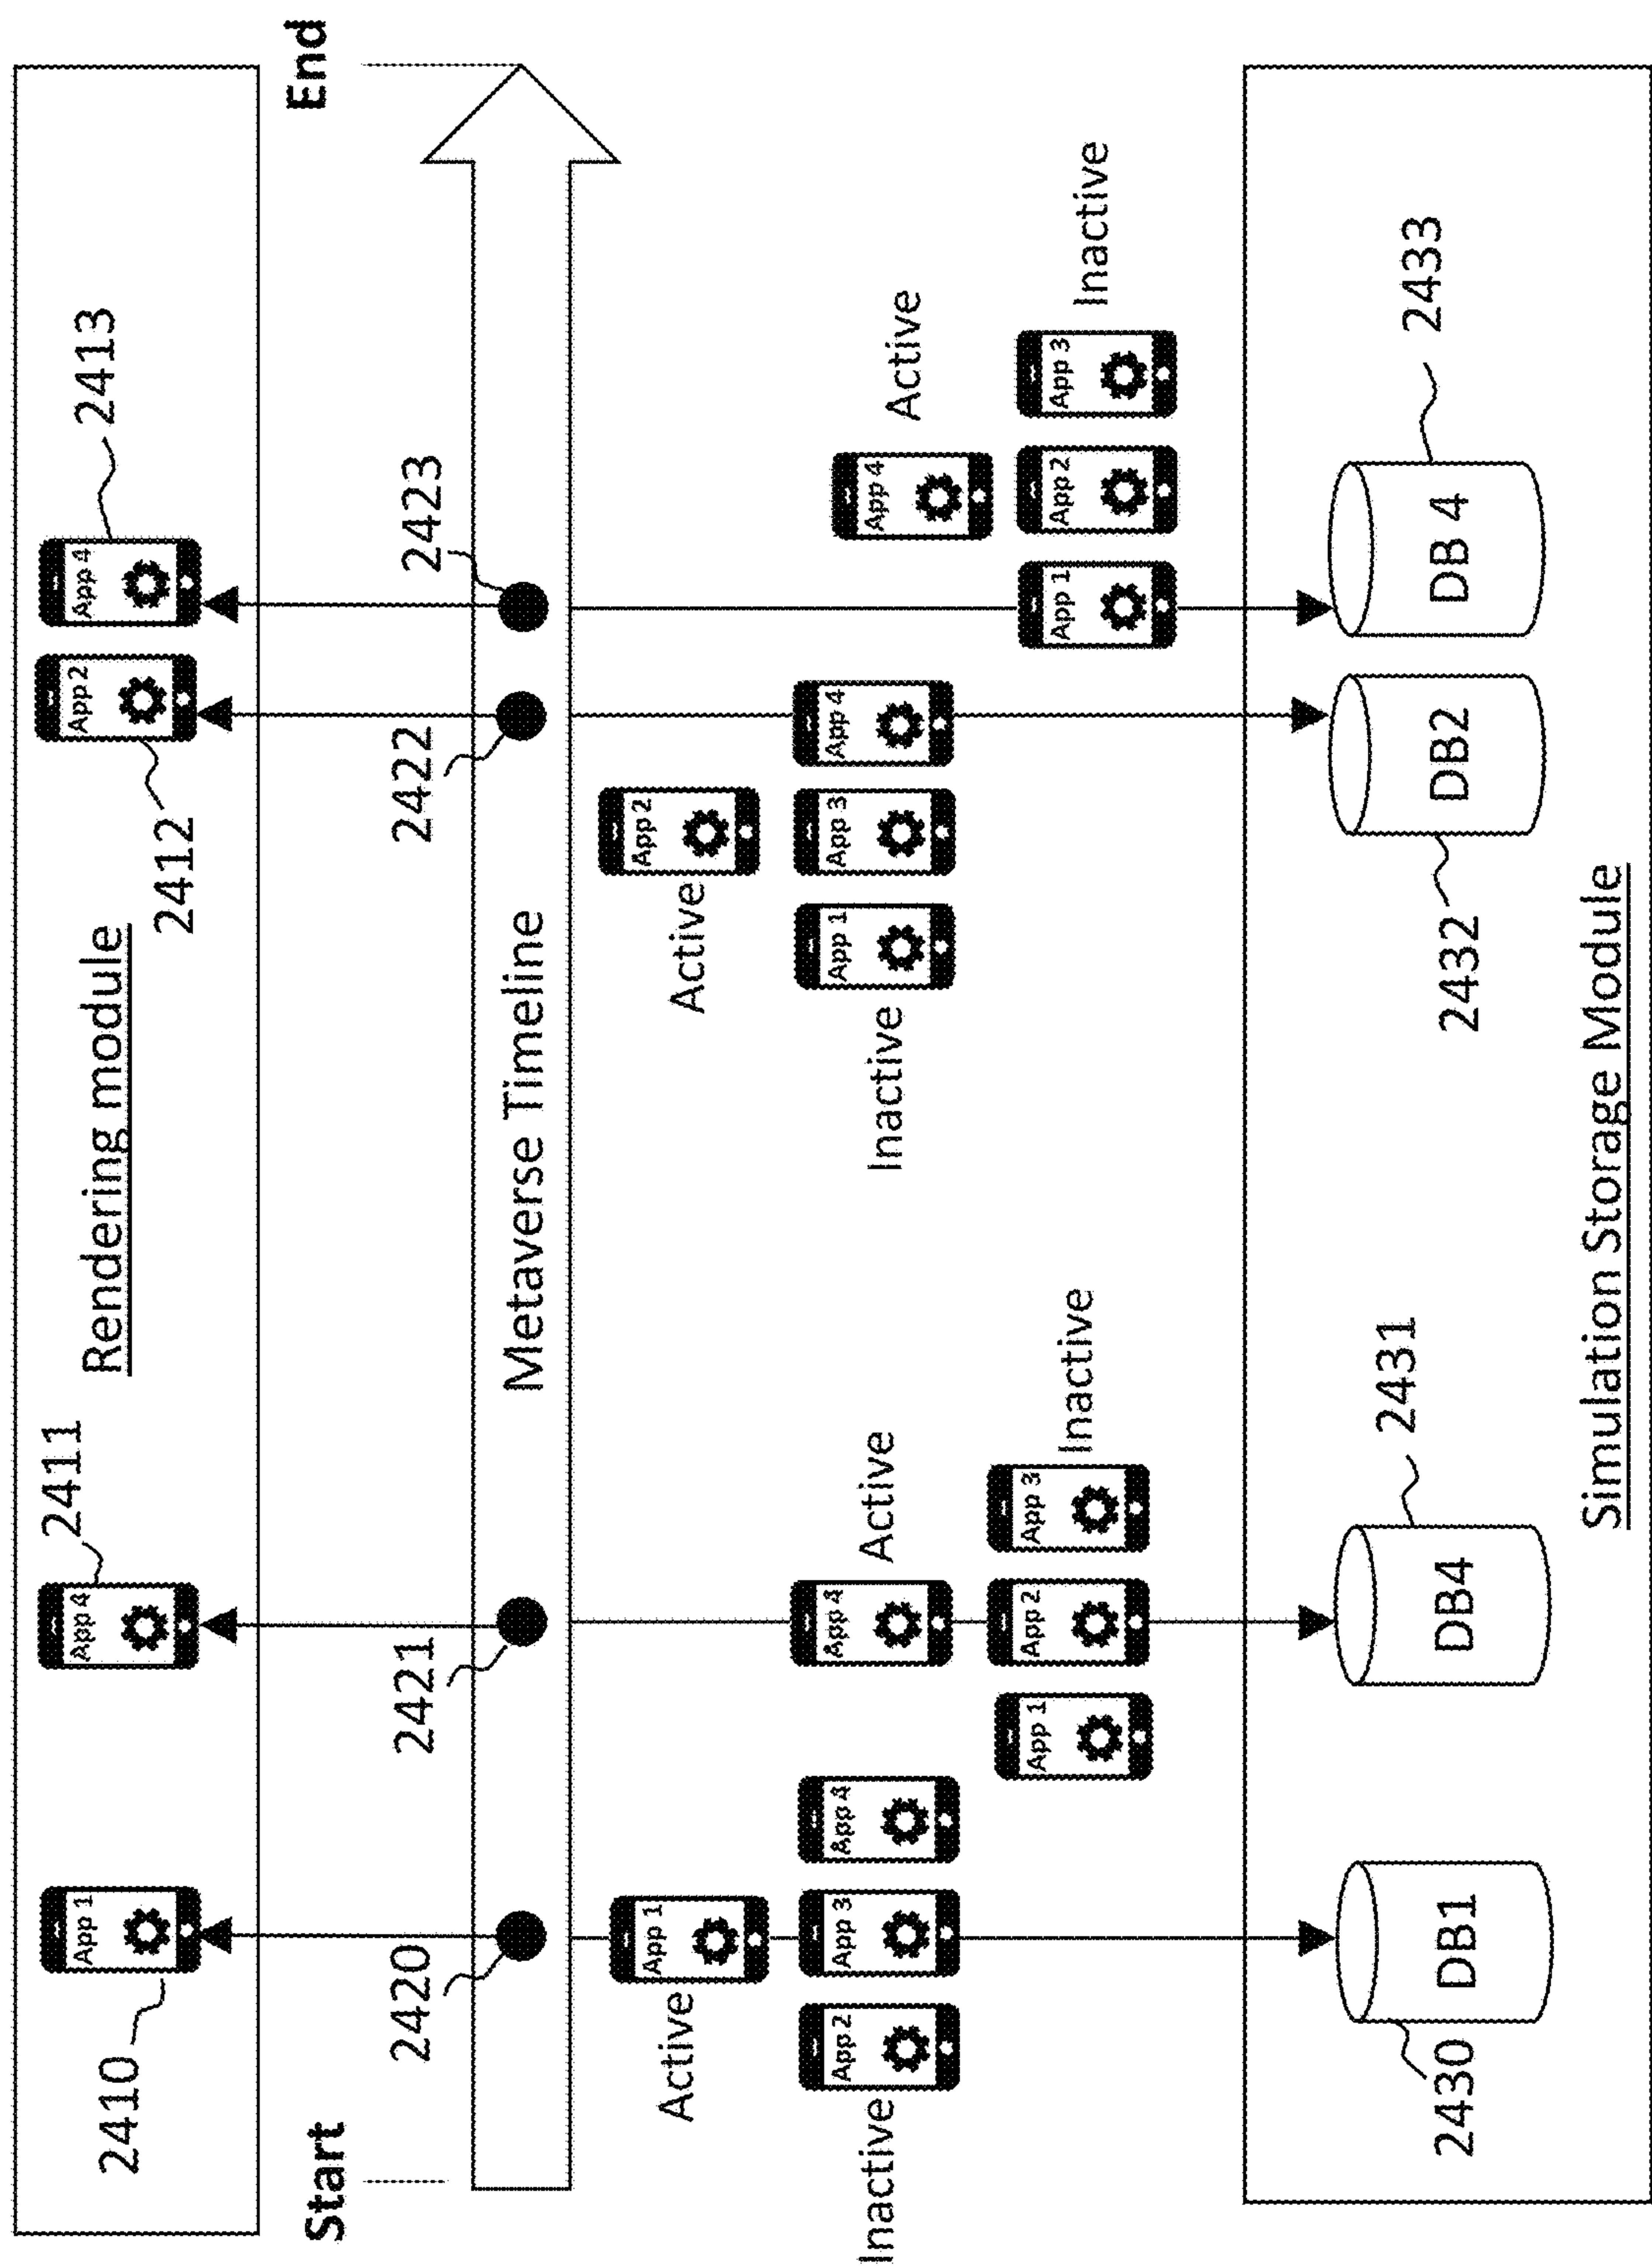 2410
App 1
App 4
2411
Rendering module
2412
App 2
App 4
2413
Start
End
2420
2421
Metaverse Timeline
2422
2423
Active
App 1
Inactive
App 2
App 3
App 4
App 4
Active
App 1
App 2
App 3
Inactive
Active
App 2
Inactive
App 1
App 3
App 4
App 4
Active
App 1
App 2
App 3
Inactive
2430
DB1
DB4
2431
2432
DB2
DB 4
2433
Simulation Storage Module